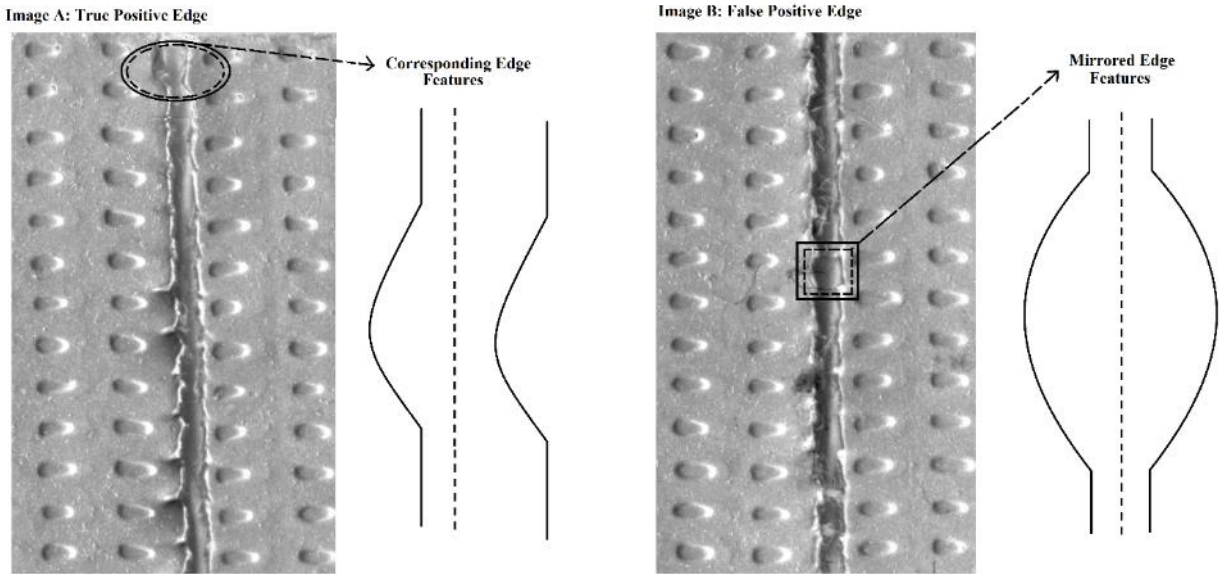 Image A: True Positive Edge
Corresponding Edge
Features
Image B: False Positive Edge
Mirrored Edge
Features